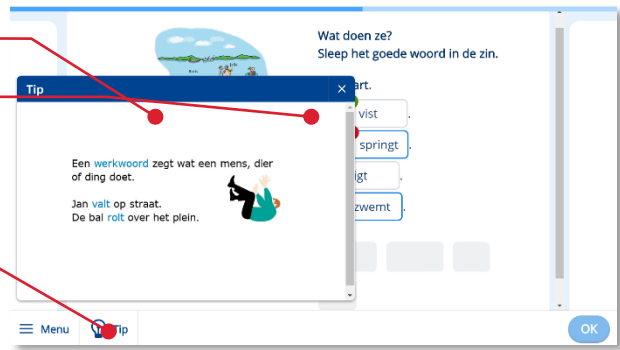 Wat doen ze?
Sleep het goede woord in de zin.
Tip
art.
vist .
springt .
igt .
zwemt .
Een werkwoord zegt wat een mens, dier
of ding doet.
Jan valt op straat.
De bal rolt over het plein.
Menu
Tip
OK